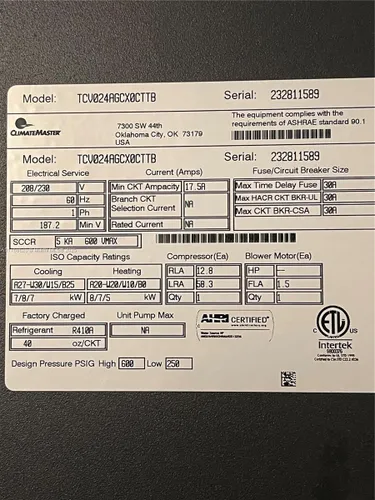 Model: TCV024AGCX0CTTB Serial: 232811589
CLIMATEMASTER
7300 SW 44th
Oklahoma City, OK 73179
USA
The equipment complies with the
requirements of ASHRAE standard 90.1
Model: TCV024AGCX0CTTB Serial: 232811589
Electrical Service Current (Amps) Fuse/Circuit Breaker Size
208/230 V Min CKT Ampacity 17.5A Max Time Delay Fuse 30A
60 Hz Branch CKT Selection Current NA Max HACR CKT BKR-UL 30A
1 Ph Max CKT BKR-CSA 30A
187.2 Min V Rated Current NA
SCCR 5 KA 600 VMAX
ISO Capacity Ratings Compressor(Ea) Blower Motor(Ea)
Cooling Heating RLA 12.8 HP ---
R27-W30/W15/B25 R20-W20/W10/B0 LRA 58.3 FLA 1.5
7/8/7 kW 8/7/5 kW Qty 1 Qty 1
Factory Charged Unit Pump Max
Refrigerant R410A NA
40 oz/CKT
AHRI CERTIFIED
www.ahridirectory.org
ETL
Intertek
Design Pressure PSIG High 600 Low 250